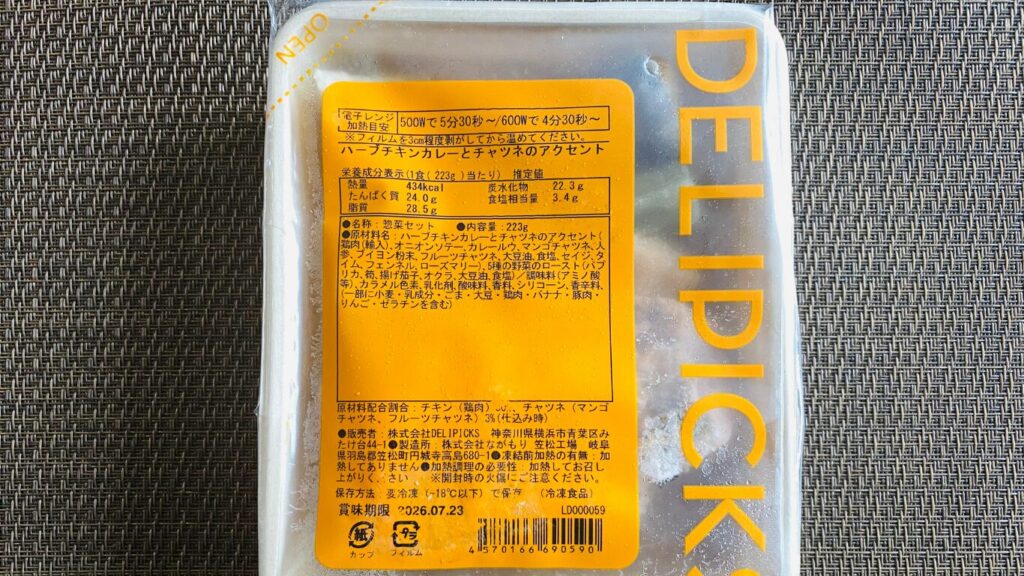 OPEN
DELIPICKS
電子レンジ
加熱目安
500Wで 5分30秒～/600Wで 4分30秒～
※フィルムを3cm程度剥がしてから温めてください。
ハーブチキンカレーとチャツネのアクセント
栄養成分表示(1食( 223g )当たり) 推定値
熱量 434kcal 炭水化物 22.3g
たんぱく質 24.0g 食塩相当量 3.4g
脂質 28.5g
●名称：惣菜セット ●内容量：223g
●原材料名：ハーブチキンカレーとチャツネのアクセント(
鶏肉(輸入)、オニオンソテー、カレールウ、マンゴチャツネ、人
参、ブイヨン粉末、フルーツチャツネ、大豆油、食塩、セイジ、タ
イム、フェンネル、ローズマリー)、5種の野菜のロースト(パプ
リカ、筍、揚げ茄子、オクラ、大豆油、食塩)／調味料(アミノ酸
等)、カラメル色素、乳化剤、酸味料、香料、シリコーン、香辛料、
(一部に小麦・乳成分・ごま・大豆・鶏肉・バナナ・豚肉・
りんご・ゼラチンを含む)
原材料配合割合：チキン（鶏肉）、チャツネ（マンゴ
チャツネ、フルーツチャツネ）3%(仕込み時)
●販売者：株式会社DELIPICKS 神奈川県横浜市青葉区み
たけ台44-1●製造所：株式会社ながもり 笠松工場 岐阜
県羽島郡笠松町円城寺高島680-1●凍結前加熱の有無：加
熱してありません●加熱調理の必要性：加熱してお召し
上がりください ※開封時の火傷にご注意ください。
保存方法：要冷凍（-18℃以下）で保存 （冷凍食品）
賞味期限 2026.07.23 LD000059
紙 プラ
カップ フィルム
4570166690590